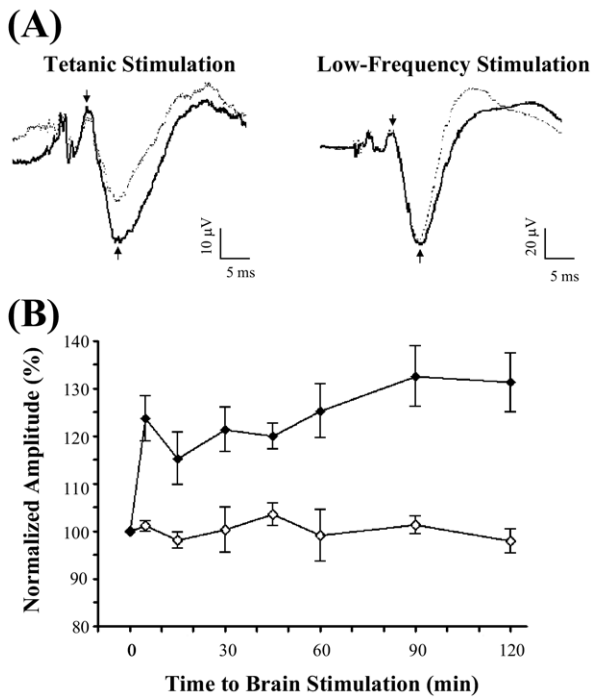 (A)
Tetanic Stimulation
Low-Frequency Stimulation
10 µV
5 ms
20 µV
5 ms
(B)
Normalized Amplitude (%)
140
130
120
110
100
90
80
0
30
60
90
120
Time to Brain Stimulation (min)